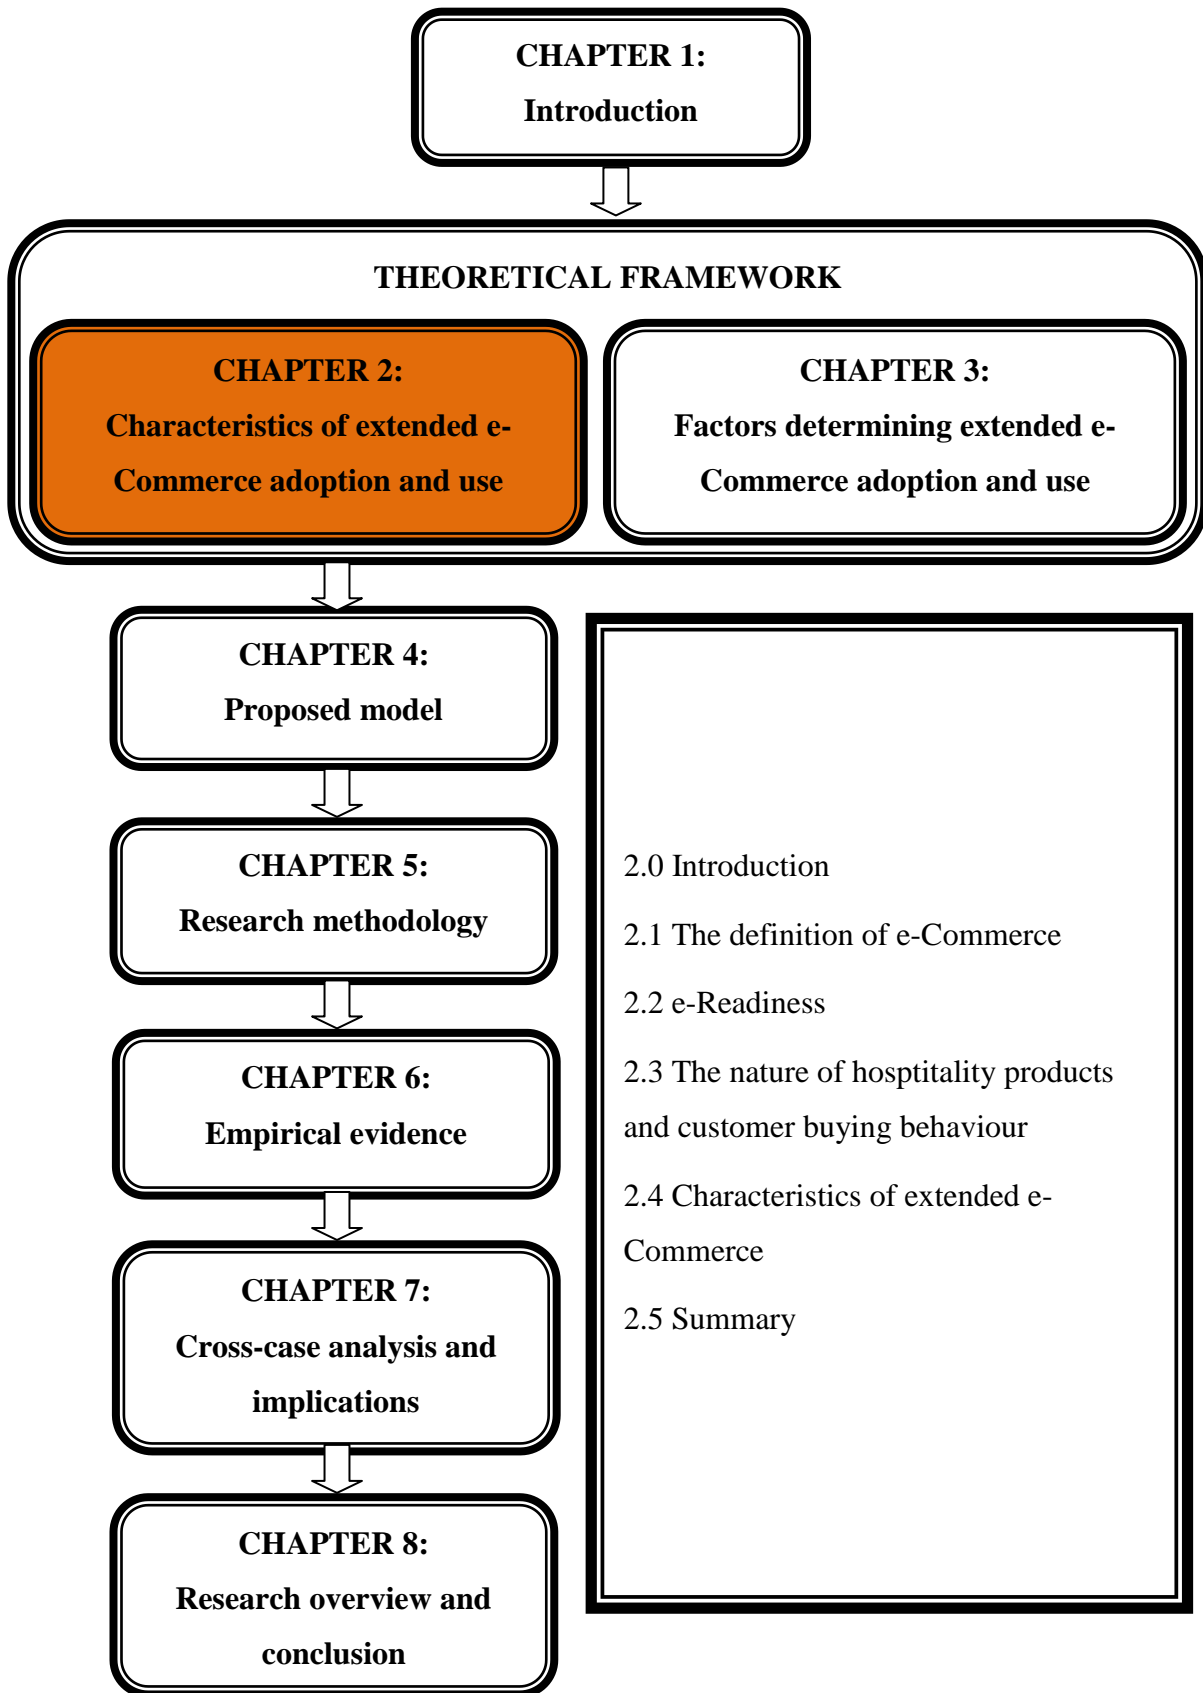 CHAPTER 1:
Introduction
THEORETICAL FRAMEWORK
CHAPTER 2:
Characteristics of extended e-
Commerce adoption and use
CHAPTER 3:
Factors determining extended e-
Commerce adoption and use
CHAPTER 4:
Proposed model
CHAPTER 5:
Research methodology
CHAPTER 6:
Empirical evidence
CHAPTER 7:
Cross-case analysis and
implications
CHAPTER 8:
Research overview and
conclusion
2.0 Introduction
2.1 The definition of e-Commerce
2.2 e-Readiness
2.3 The nature of hosptitality products
and customer buying behaviour
2.4 Characteristics of extended e-
Commerce
2.5 Summary